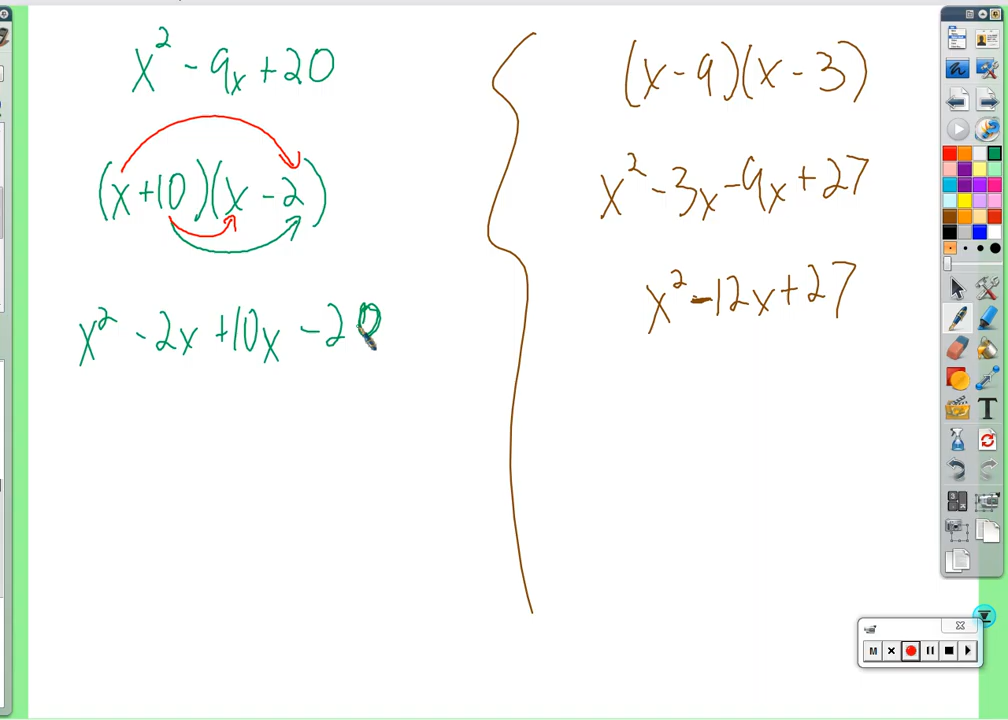 x² - 9x + 20
(x + 10)(x - 2)
x² - 2x + 10x - 20
(x - 9)(x - 3)
x² - 3x - 9x + 27
x² - 12x + 27
T
M